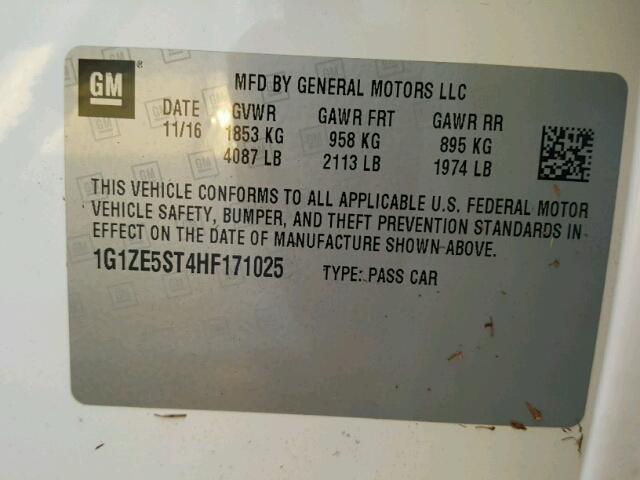 GM ®
MFD BY GENERAL MOTORS LLC
DATE GVWR GAWR FRT GAWR RR
11/16 1853 KG 958 KG 895 KG
4087 LB 2113 LB 1974 LB
THIS VEHICLE CONFORMS TO ALL APPLICABLE U.S. FEDERAL MOTOR
VEHICLE SAFETY, BUMPER, AND THEFT PREVENTION STANDARDS IN
EFFECT ON THE DATE OF MANUFACTURE SHOWN ABOVE.
1G1ZE5ST4HF171025 TYPE: PASS CAR